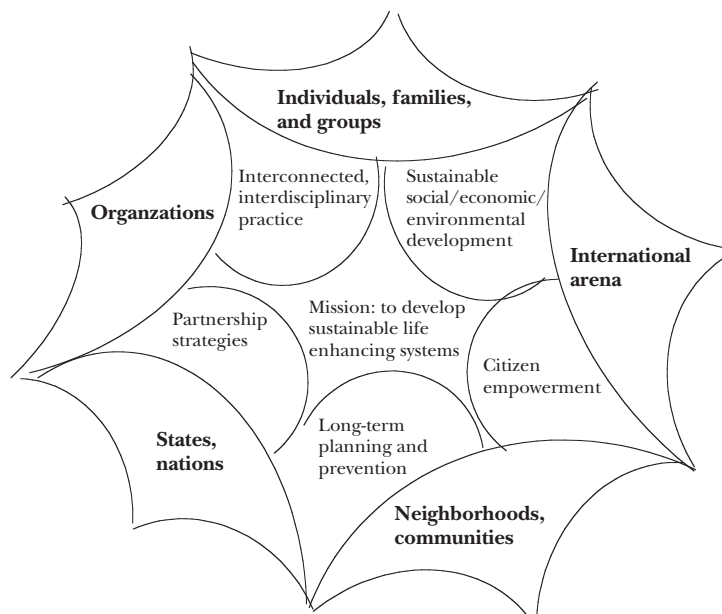 Individuals, families,
and groups
Interconnected,
interdisciplinary
practice
Sustainable
social/economic/
environmental
development
Organzations
International
arena
Partnership
strategies
Mission: to develop
sustainable life
enhancing systems
Citizen
empowerment
States,
nations
Long-term
planning and
prevention
Neighborhoods,
communities